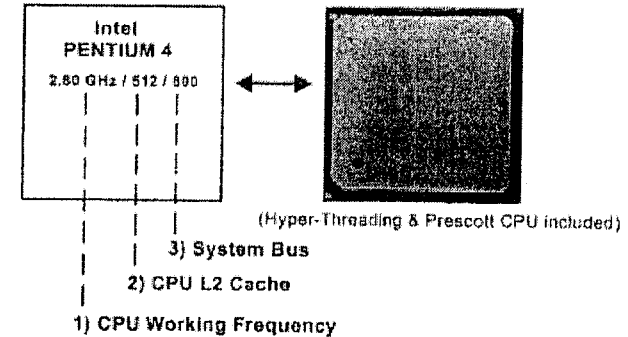 Intel
PENTIUM 4
2.80 GHz / 512 / 800
(Hyper-Threading & Prescott CPU included)
3) System Bus
2) CPU L2 Cache
1) CPU Working Frequency